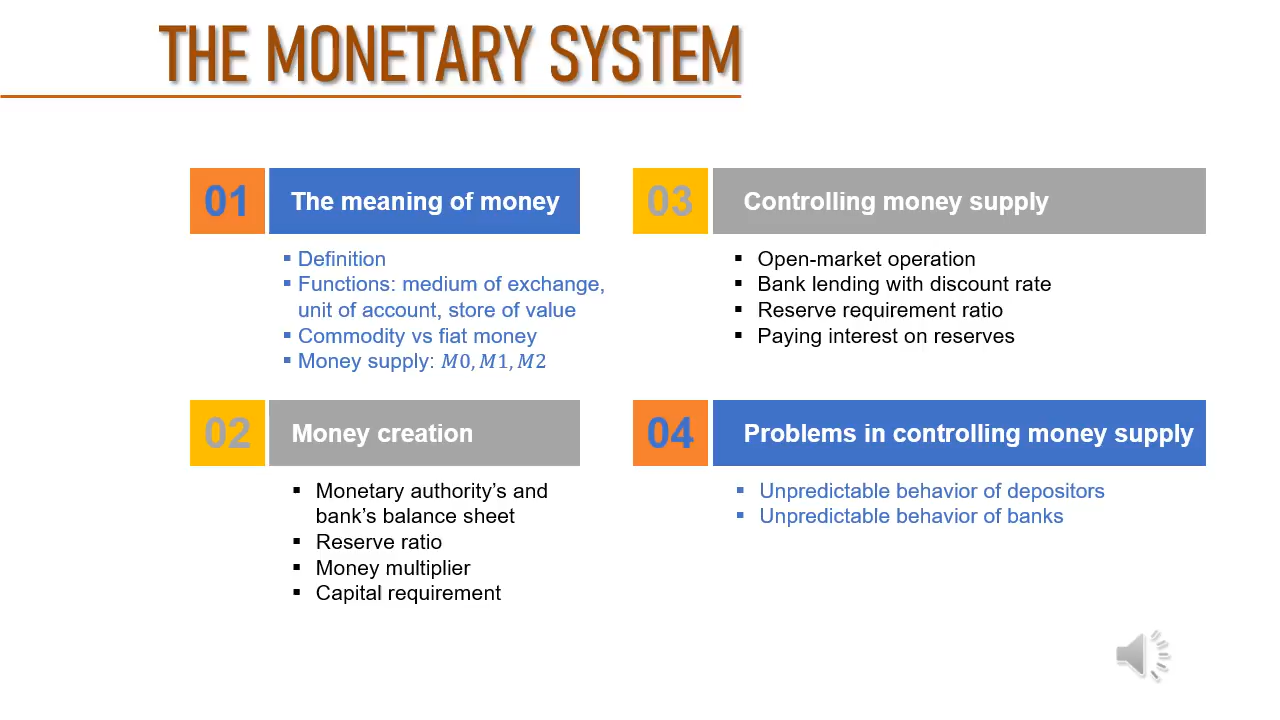 THE MONETARY SYSTEM
01
The meaning of money
▪ Definition
▪ Functions: medium of exchange,
unit of account, store of value
▪ Commodity vs fiat money
▪ Money supply: M0, M1, M2
02
Money creation
▪ Monetary authority’s and
bank’s balance sheet
▪ Reserve ratio
▪ Money multiplier
▪ Capital requirement
03
Controlling money supply
▪ Open-market operation
▪ Bank lending with discount rate
▪ Reserve requirement ratio
▪ Paying interest on reserves
04
Problems in controlling money supply
▪ Unpredictable behavior of depositors
▪ Unpredictable behavior of banks